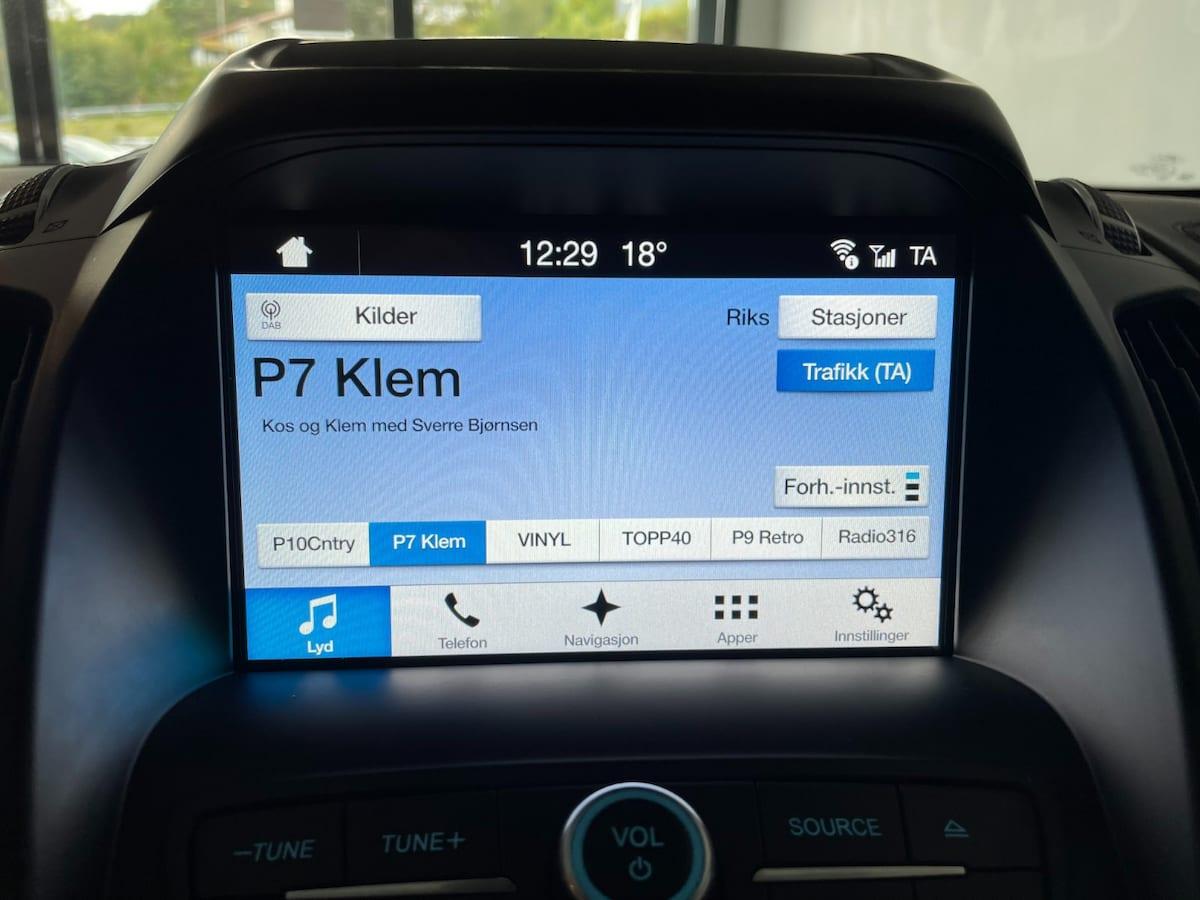 12:29 18° TA
DAB Kilder
Riks Stasjoner
P7 Klem
Trafikk (TA)
Kos og Klem med Sverre Bjørnsen
Forh.-innst.
P10Cntry P7 Klem VINYL TOPP40 P9 Retro Radio316
Lyd Telefon Navigasjon Apper Innstillinger
–TUNE TUNE+ VOL SOURCE